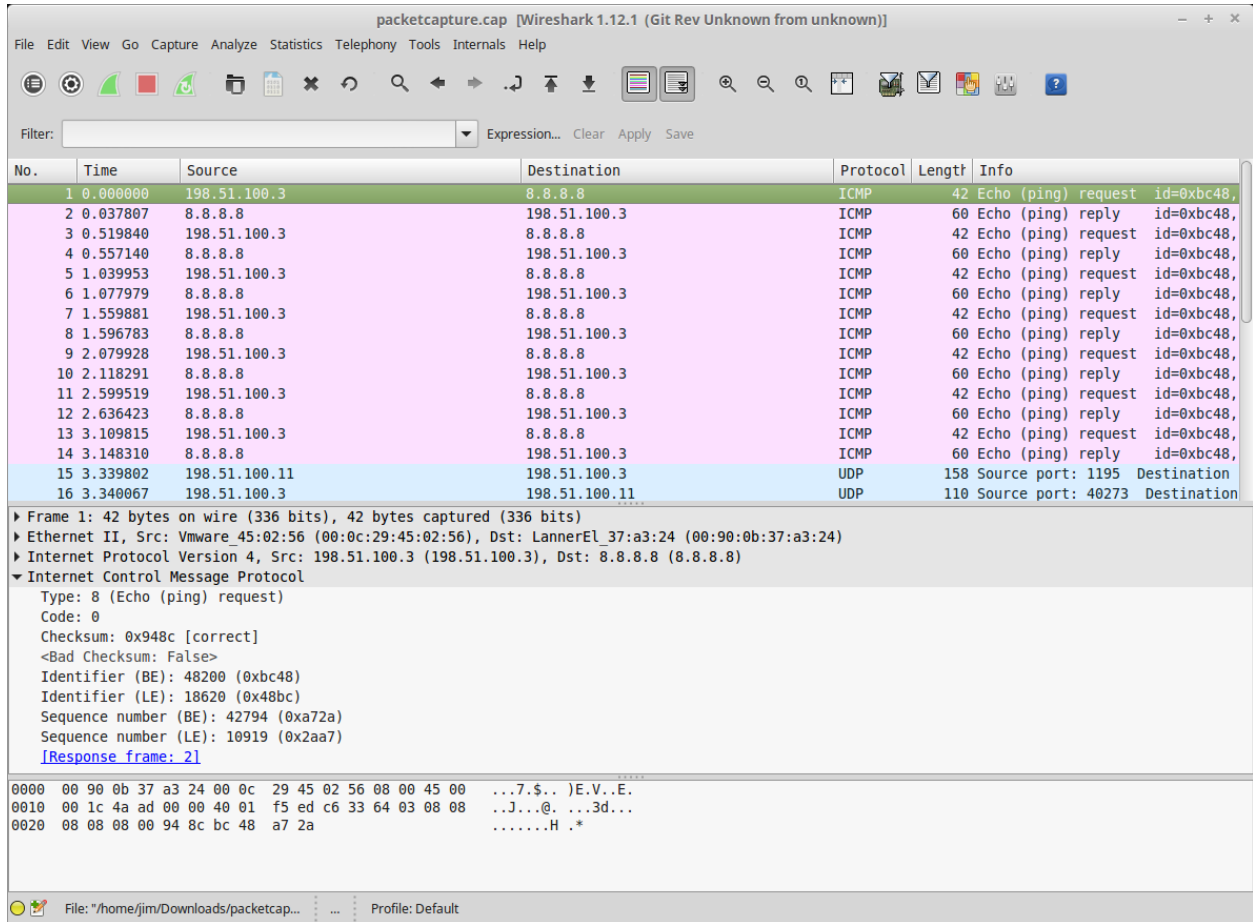 packetcapture.cap [Wireshark 1.12.1 (Git Rev Unknown from unknown)]
File Edit View Go Capture Analyze Statistics Telephony Tools Internals Help
Filter: Expression... Clear Apply Save
No. Time Source Destination Protocol Length Info
1 0.000000 198.51.100.3 8.8.8.8 ICMP 42 Echo (ping) request id=0xbc48,
2 0.037807 8.8.8.8 198.51.100.3 ICMP 60 Echo (ping) reply id=0xbc48,
3 0.519840 198.51.100.3 8.8.8.8 ICMP 42 Echo (ping) request id=0xbc48,
4 0.557140 8.8.8.8 198.51.100.3 ICMP 60 Echo (ping) reply id=0xbc48,
5 1.039953 198.51.100.3 8.8.8.8 ICMP 42 Echo (ping) request id=0xbc48,
6 1.077979 8.8.8.8 198.51.100.3 ICMP 60 Echo (ping) reply id=0xbc48,
7 1.559881 198.51.100.3 8.8.8.8 ICMP 42 Echo (ping) request id=0xbc48,
8 1.596783 8.8.8.8 198.51.100.3 ICMP 60 Echo (ping) reply id=0xbc48,
9 2.079928 198.51.100.3 8.8.8.8 ICMP 42 Echo (ping) request id=0xbc48,
10 2.118291 8.8.8.8 198.51.100.3 ICMP 60 Echo (ping) reply id=0xbc48,
11 2.599519 198.51.100.3 8.8.8.8 ICMP 42 Echo (ping) request id=0xbc48,
12 2.636423 8.8.8.8 198.51.100.3 ICMP 60 Echo (ping) reply id=0xbc48,
13 3.109815 198.51.100.3 8.8.8.8 ICMP 42 Echo (ping) request id=0xbc48,
14 3.148310 8.8.8.8 198.51.100.3 ICMP 60 Echo (ping) reply id=0xbc48,
15 3.339802 198.51.100.11 198.51.100.3 UDP 158 Source port: 1195 Destination
16 3.340067 198.51.100.3 198.51.100.11 UDP 110 Source port: 40273 Destination
Frame 1: 42 bytes on wire (336 bits), 42 bytes captured (336 bits)
Ethernet II, Src: Vmware_45:02:56 (00:0c:29:45:02:56), Dst: LannerEl_37:a3:24 (00:90:0b:37:a3:24)
Internet Protocol Version 4, Src: 198.51.100.3 (198.51.100.3), Dst: 8.8.8.8 (8.8.8.8)
Internet Control Message Protocol
Type: 8 (Echo (ping) request)
Code: 0
Checksum: 0x948c [correct]
<Bad Checksum: False>
Identifier (BE): 48200 (0xbc48)
Identifier (LE): 18620 (0x48bc)
Sequence number (BE): 42794 (0xa72a)
Sequence number (LE): 10919 (0x2aa7)
[Response frame: 2]
0000 00 90 0b 37 a3 24 00 0c 29 45 02 56 08 00 45 00 ...7.$.. )E.V..E.
0010 00 1c 4a ad 00 00 40 01 f5 ed c6 33 64 03 08 08 ..J...@. ...3d...
0020 08 08 08 00 94 8c bc 48 a7 2a .......H .*
File: "/home/jim/Downloads/packetcap... ... Profile: Default